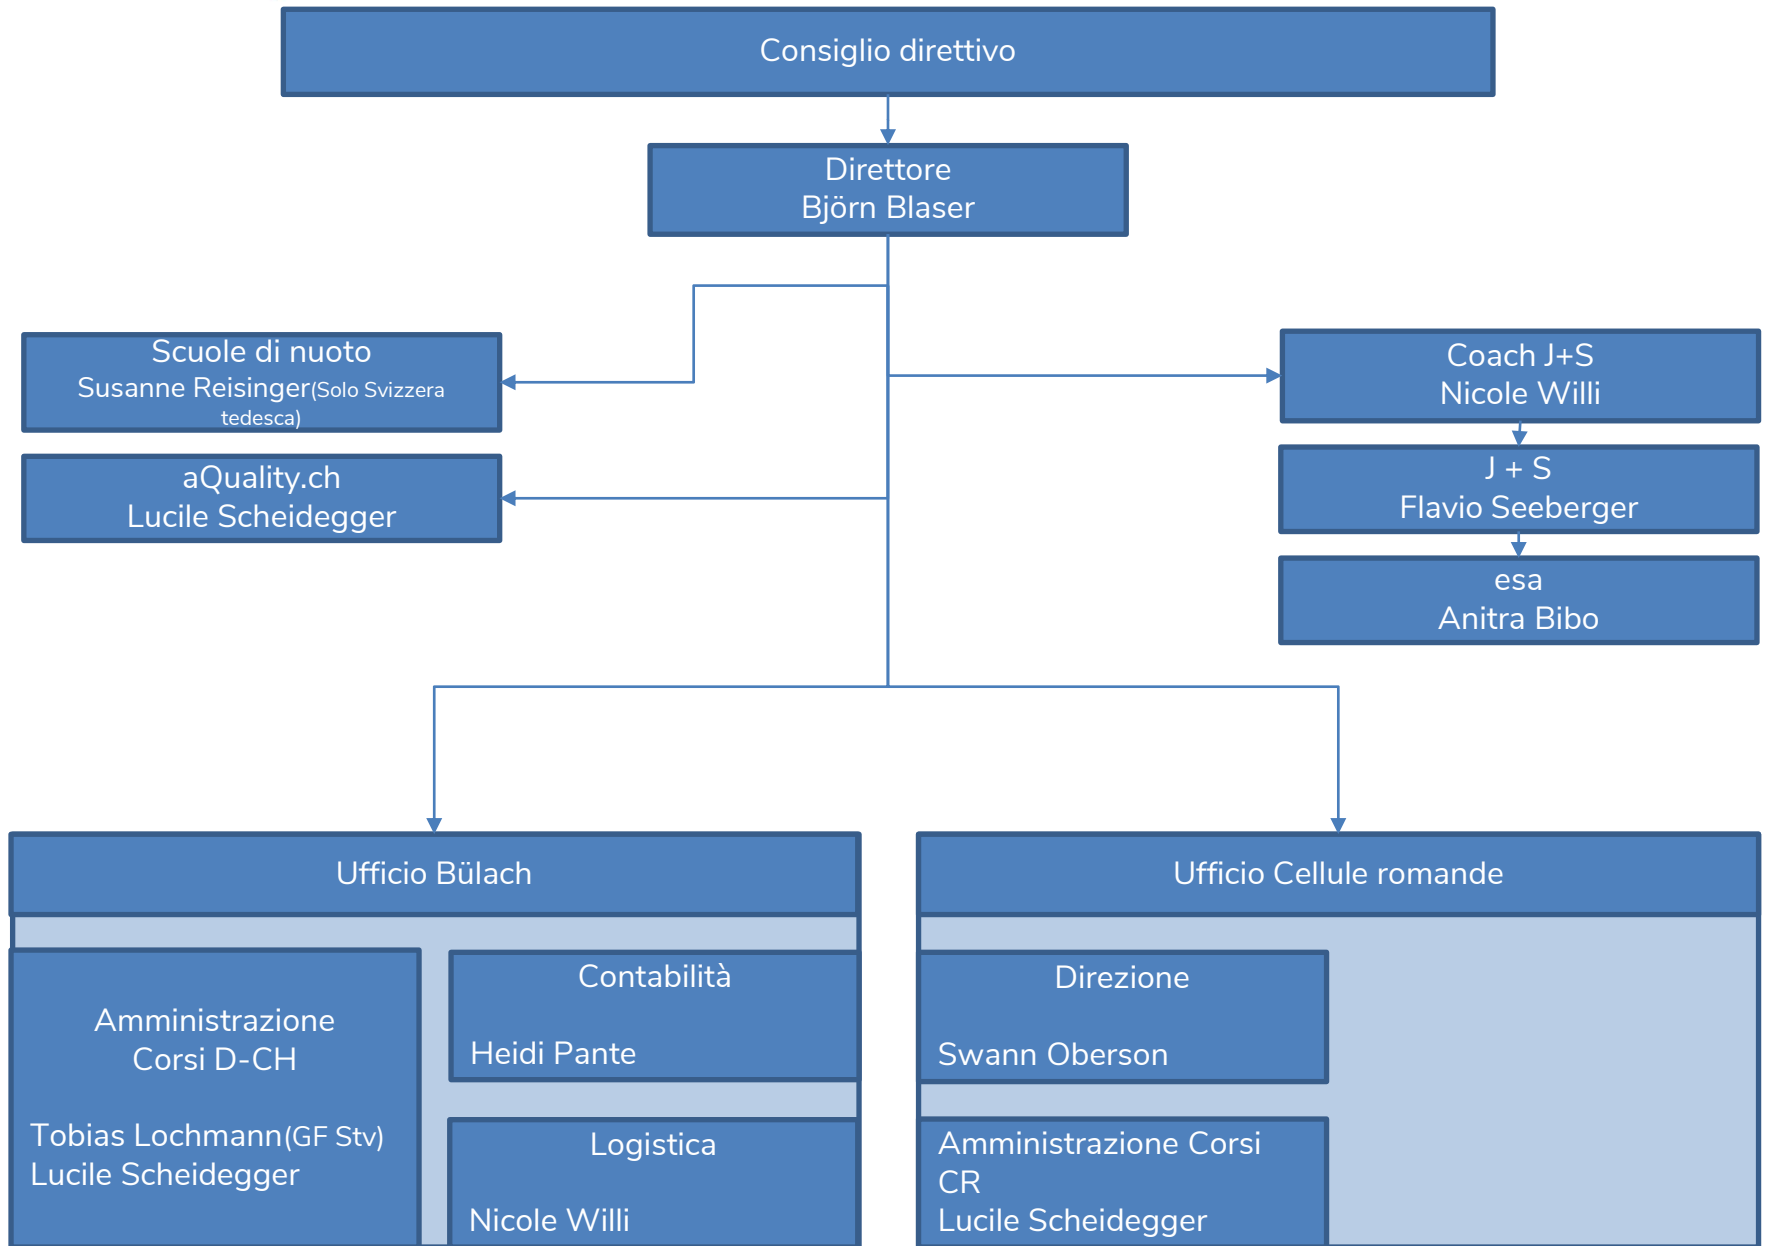 Consiglio direttivo
Direttore
Björn Blaser
Scuole di nuoto
Susanne Reisinger(Solo Svizzera
tedesca)
aQuality.ch
Lucile Scheidegger
Coach J+S
Nicole Willi
J + S
Flavio Seeberger
esa
Anitra Bibo
Ufficio Bülach
Amministrazione
Corsi D-CH
Tobias Lochmann(GF Stv)
Lucile Scheidegger
Contabilità
Heidi Pante
Logistica
Nicole Willi
Ufficio Cellule romande
Direzione
Swann Oberson
Amministrazione Corsi
CR
Lucile Scheidegger